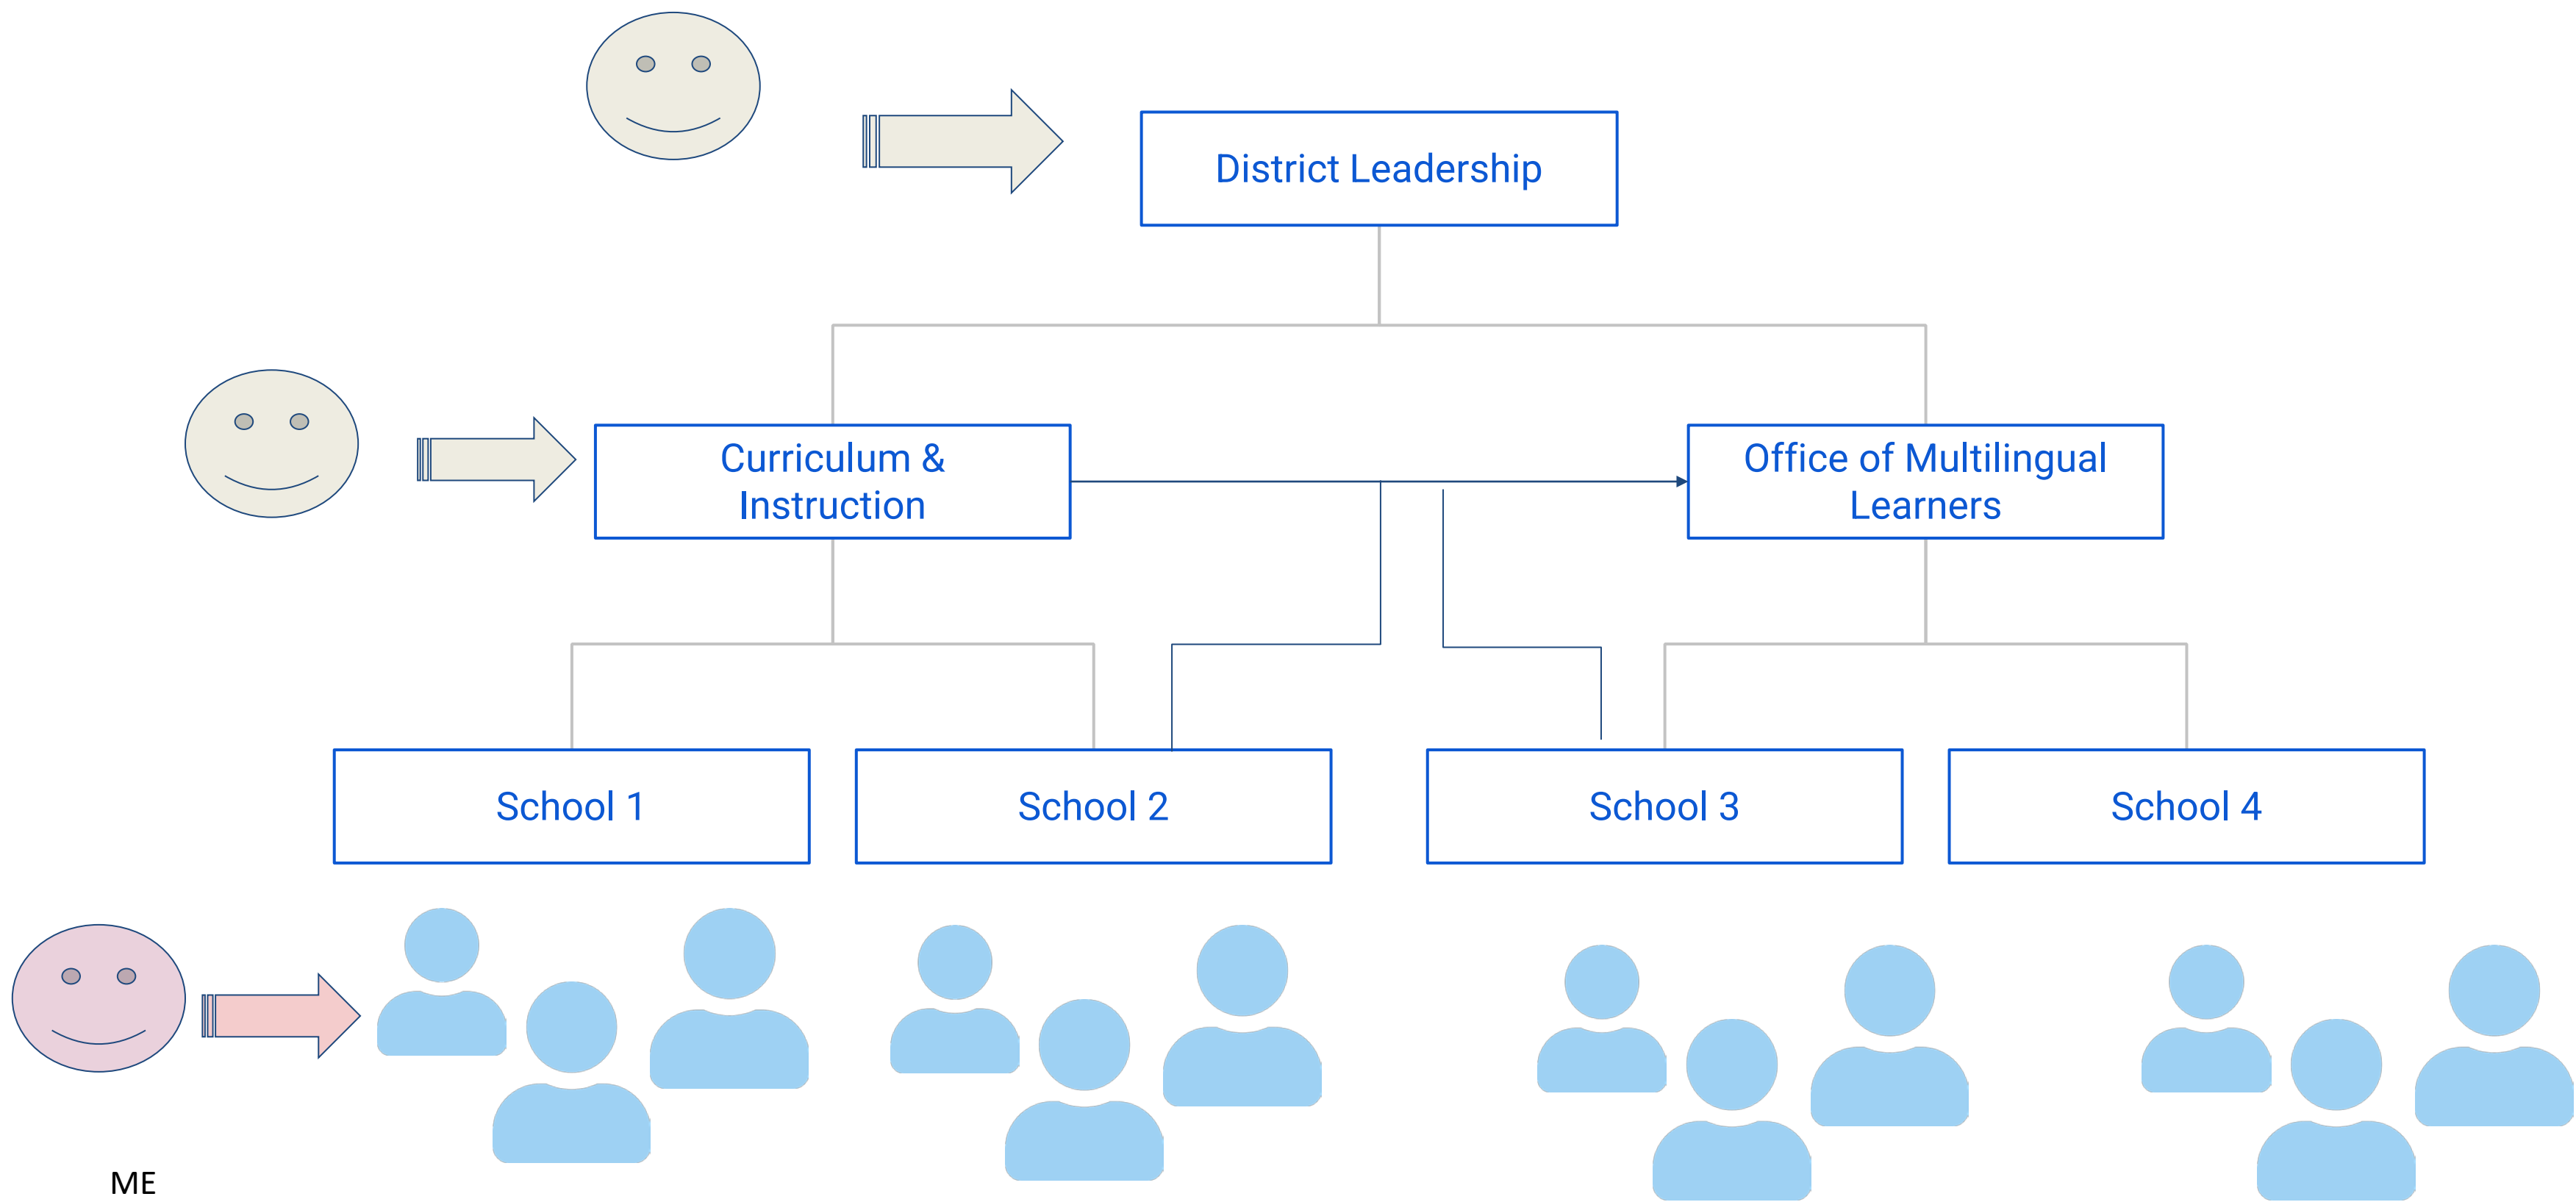 District Leadership
Curriculum &
Instruction
Office of Multilingual
Learners
School 1
School 2
School 3
School 4
ME